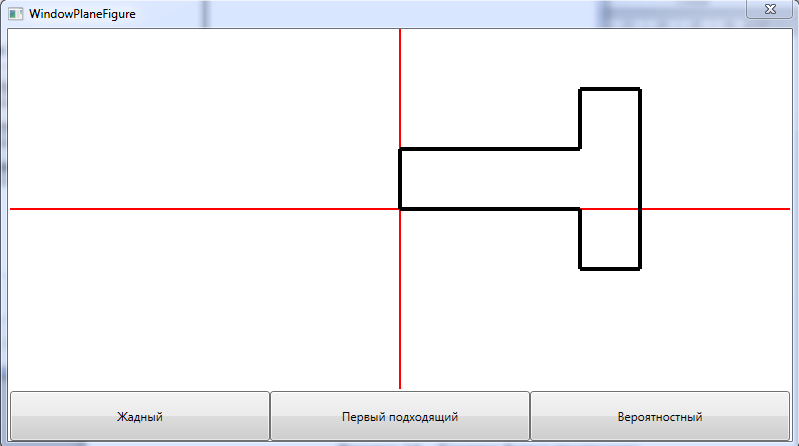 WindowPlaneFigure
Жадный
Первый подходящий
Вероятностный